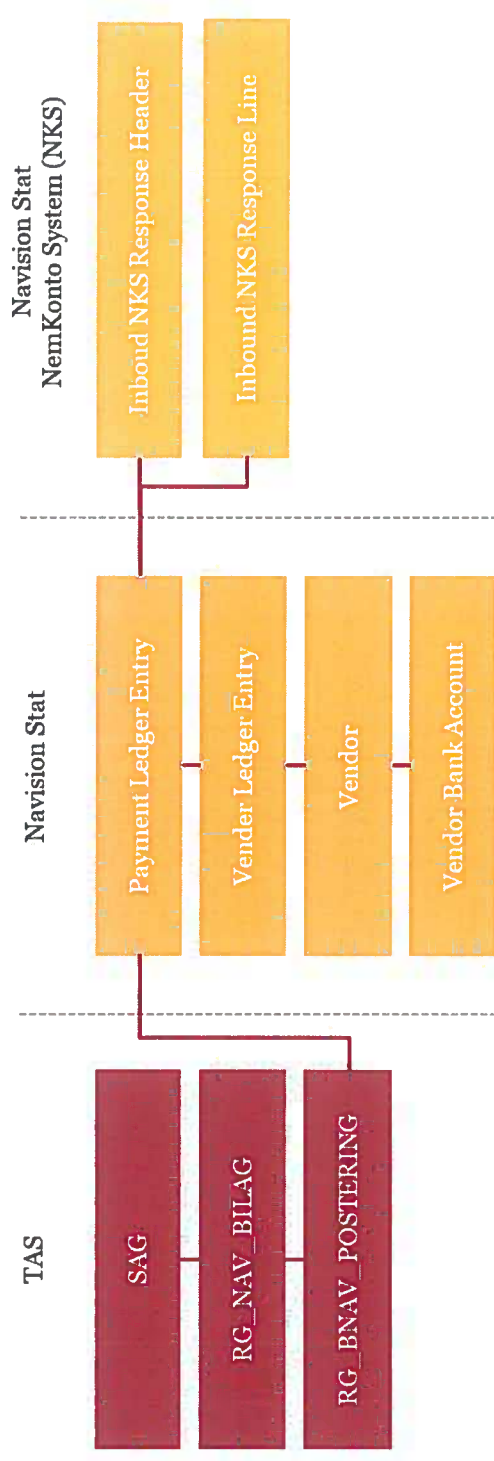 TAS
SAG
RG_NAV_BILAG
RG_BNAV_POSTERING
Navision Stat
Payment Ledger Entry
Vender Ledger Entry
Vendor
Vendor Bank Account
Navision Stat
NemKonto System (NKS)
Inboud NKS Response Header
Inbound NKS Response Line